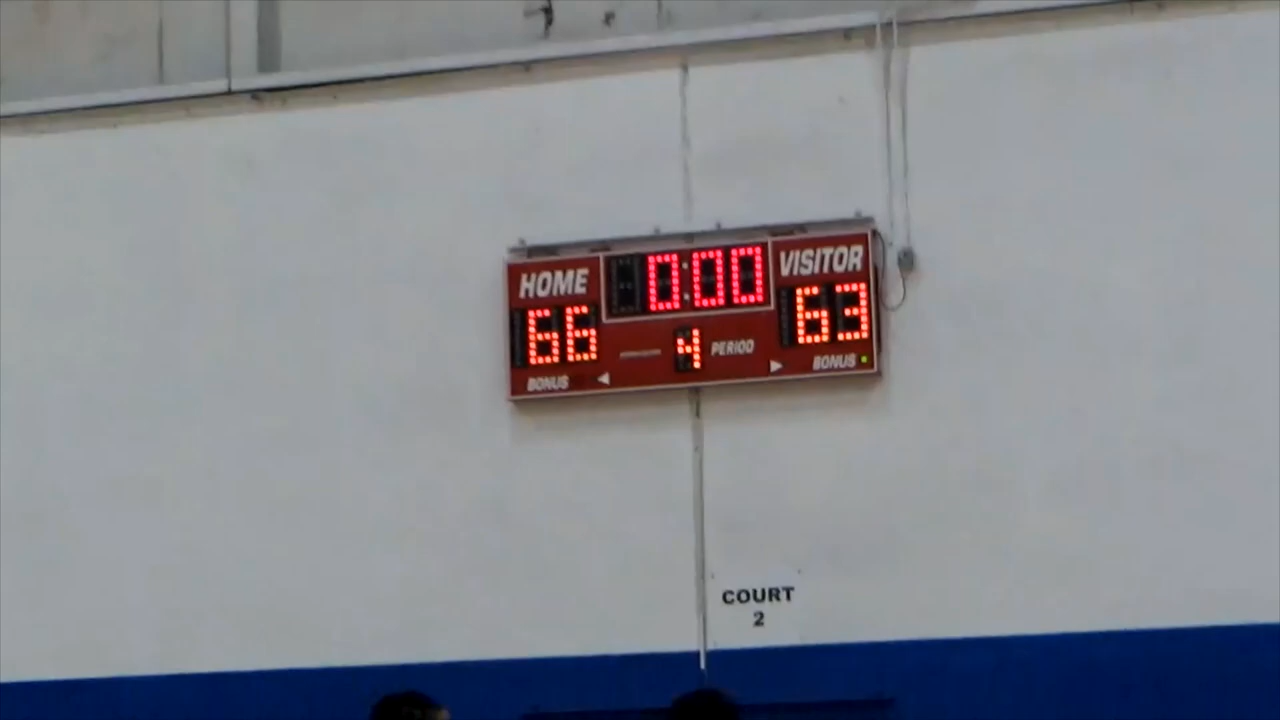 HOME 0:00 VISITOR
66 4 PERIOD 63
BONUS BONUS
COURT
2